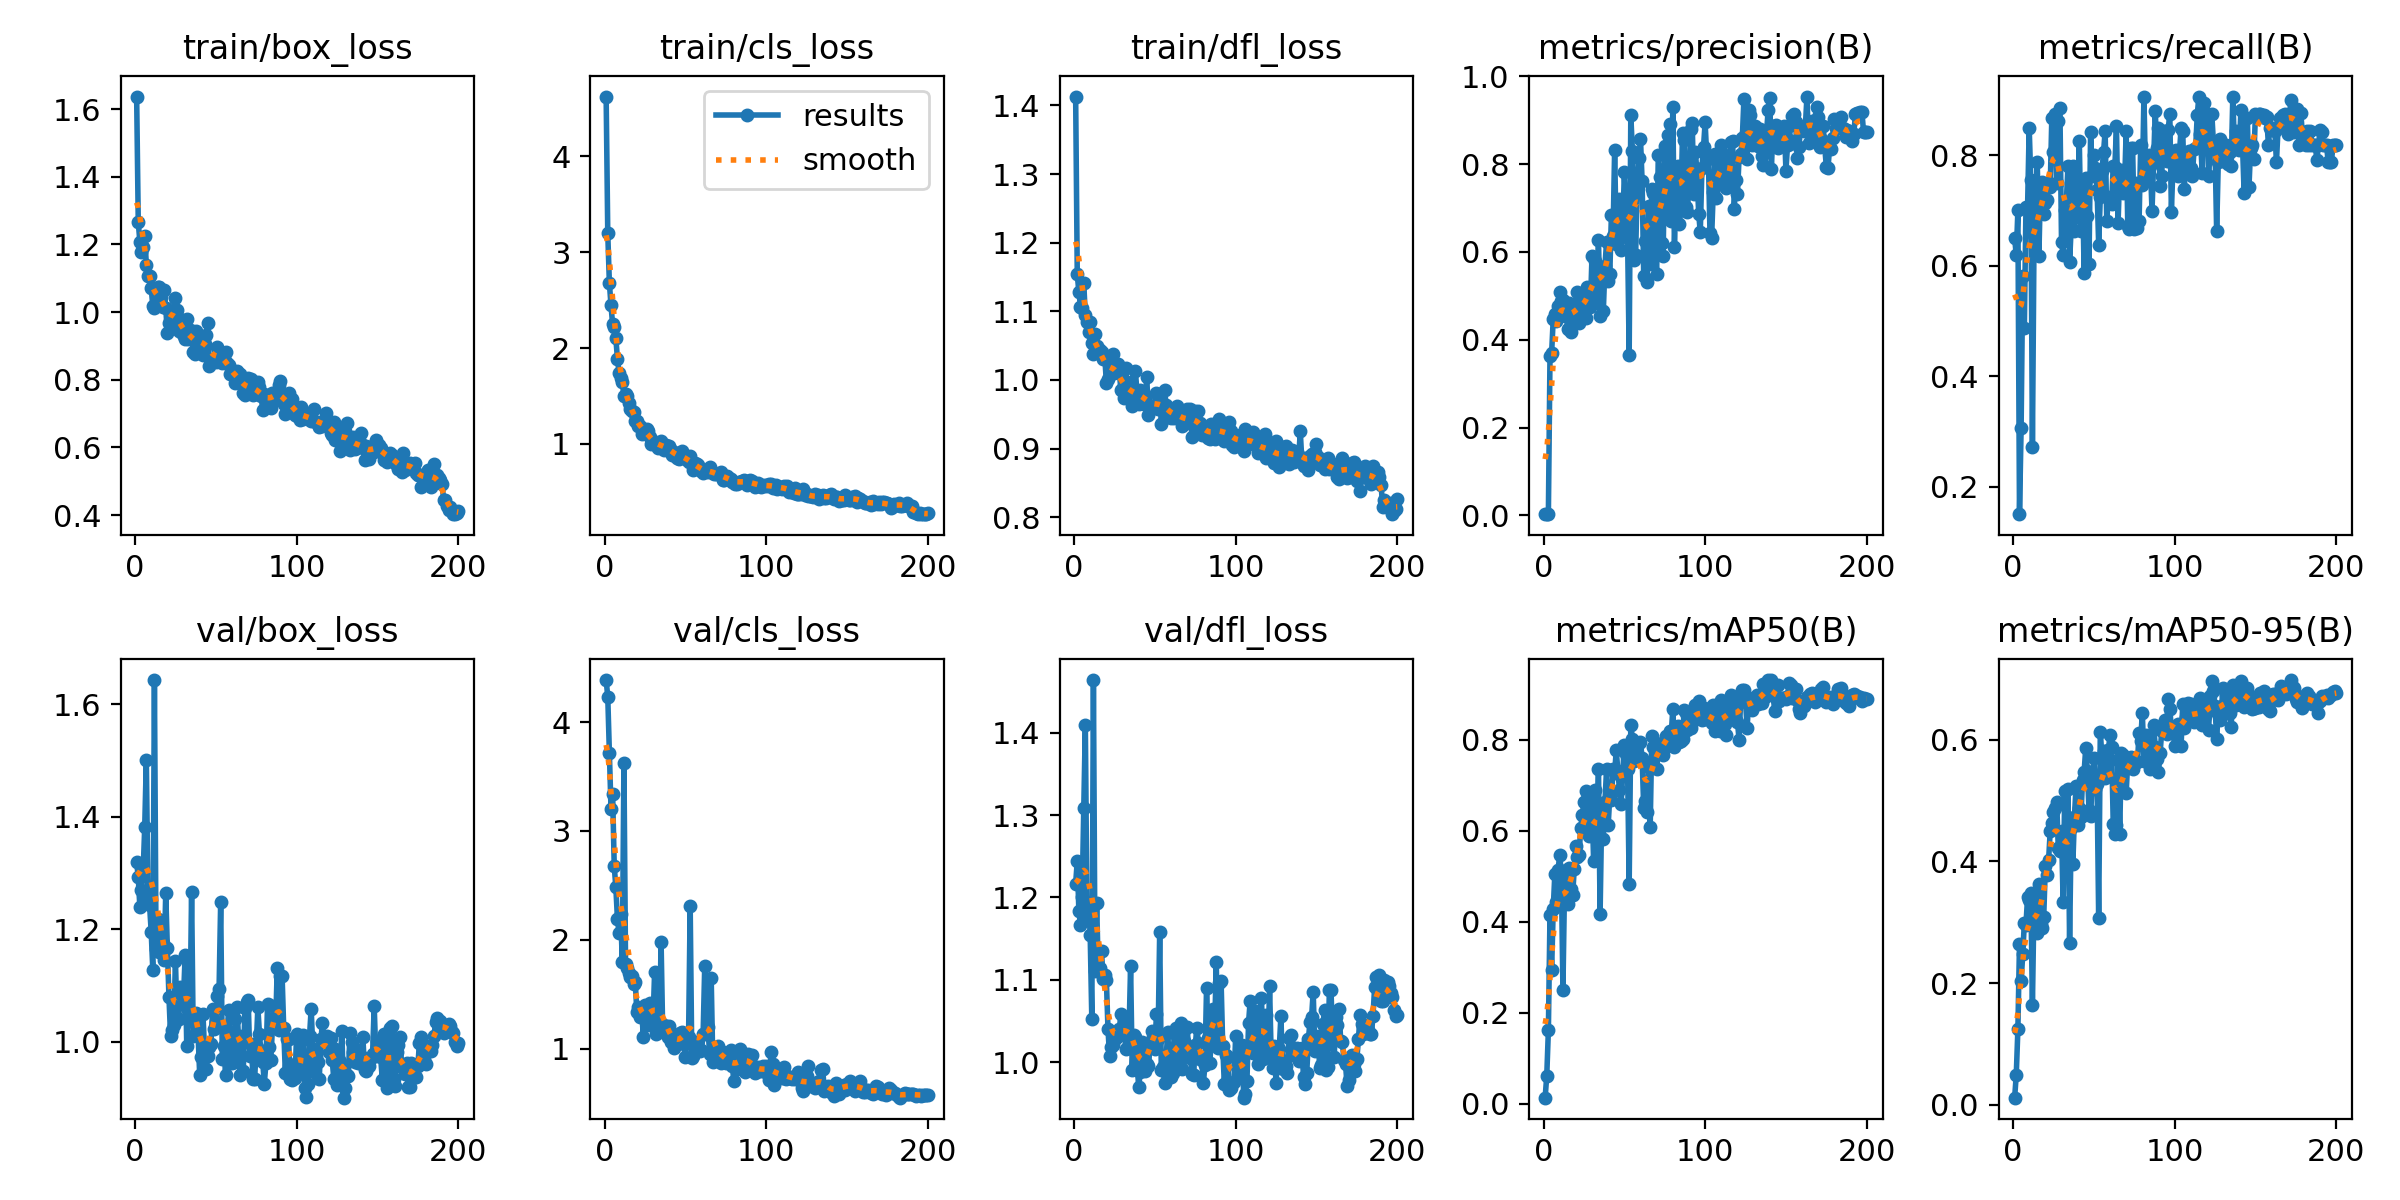 train/box_loss
1.6
1.4
1.2
1.0
0.8
0.6
0.4
0 100 200
train/cls_loss
results
smooth
4
3
2
1
0 100 200
train/dfl_loss
1.4
1.3
1.2
1.1
1.0
0.9
0.8
0 100 200
metrics/precision(B)
1.0
0.8
0.6
0.4
0.2
0.0
0 100 200
metrics/recall(B)
0.8
0.6
0.4
0.2
0 100 200
val/box_loss
1.6
1.4
1.2
1.0
0 100 200
val/cls_loss
4
3
2
1
0 100 200
val/dfl_loss
1.4
1.3
1.2
1.1
1.0
0 100 200
metrics/mAP50(B)
0.8
0.6
0.4
0.2
0.0
0 100 200
metrics/mAP50-95(B)
0.6
0.4
0.2
0.0
0 100 200